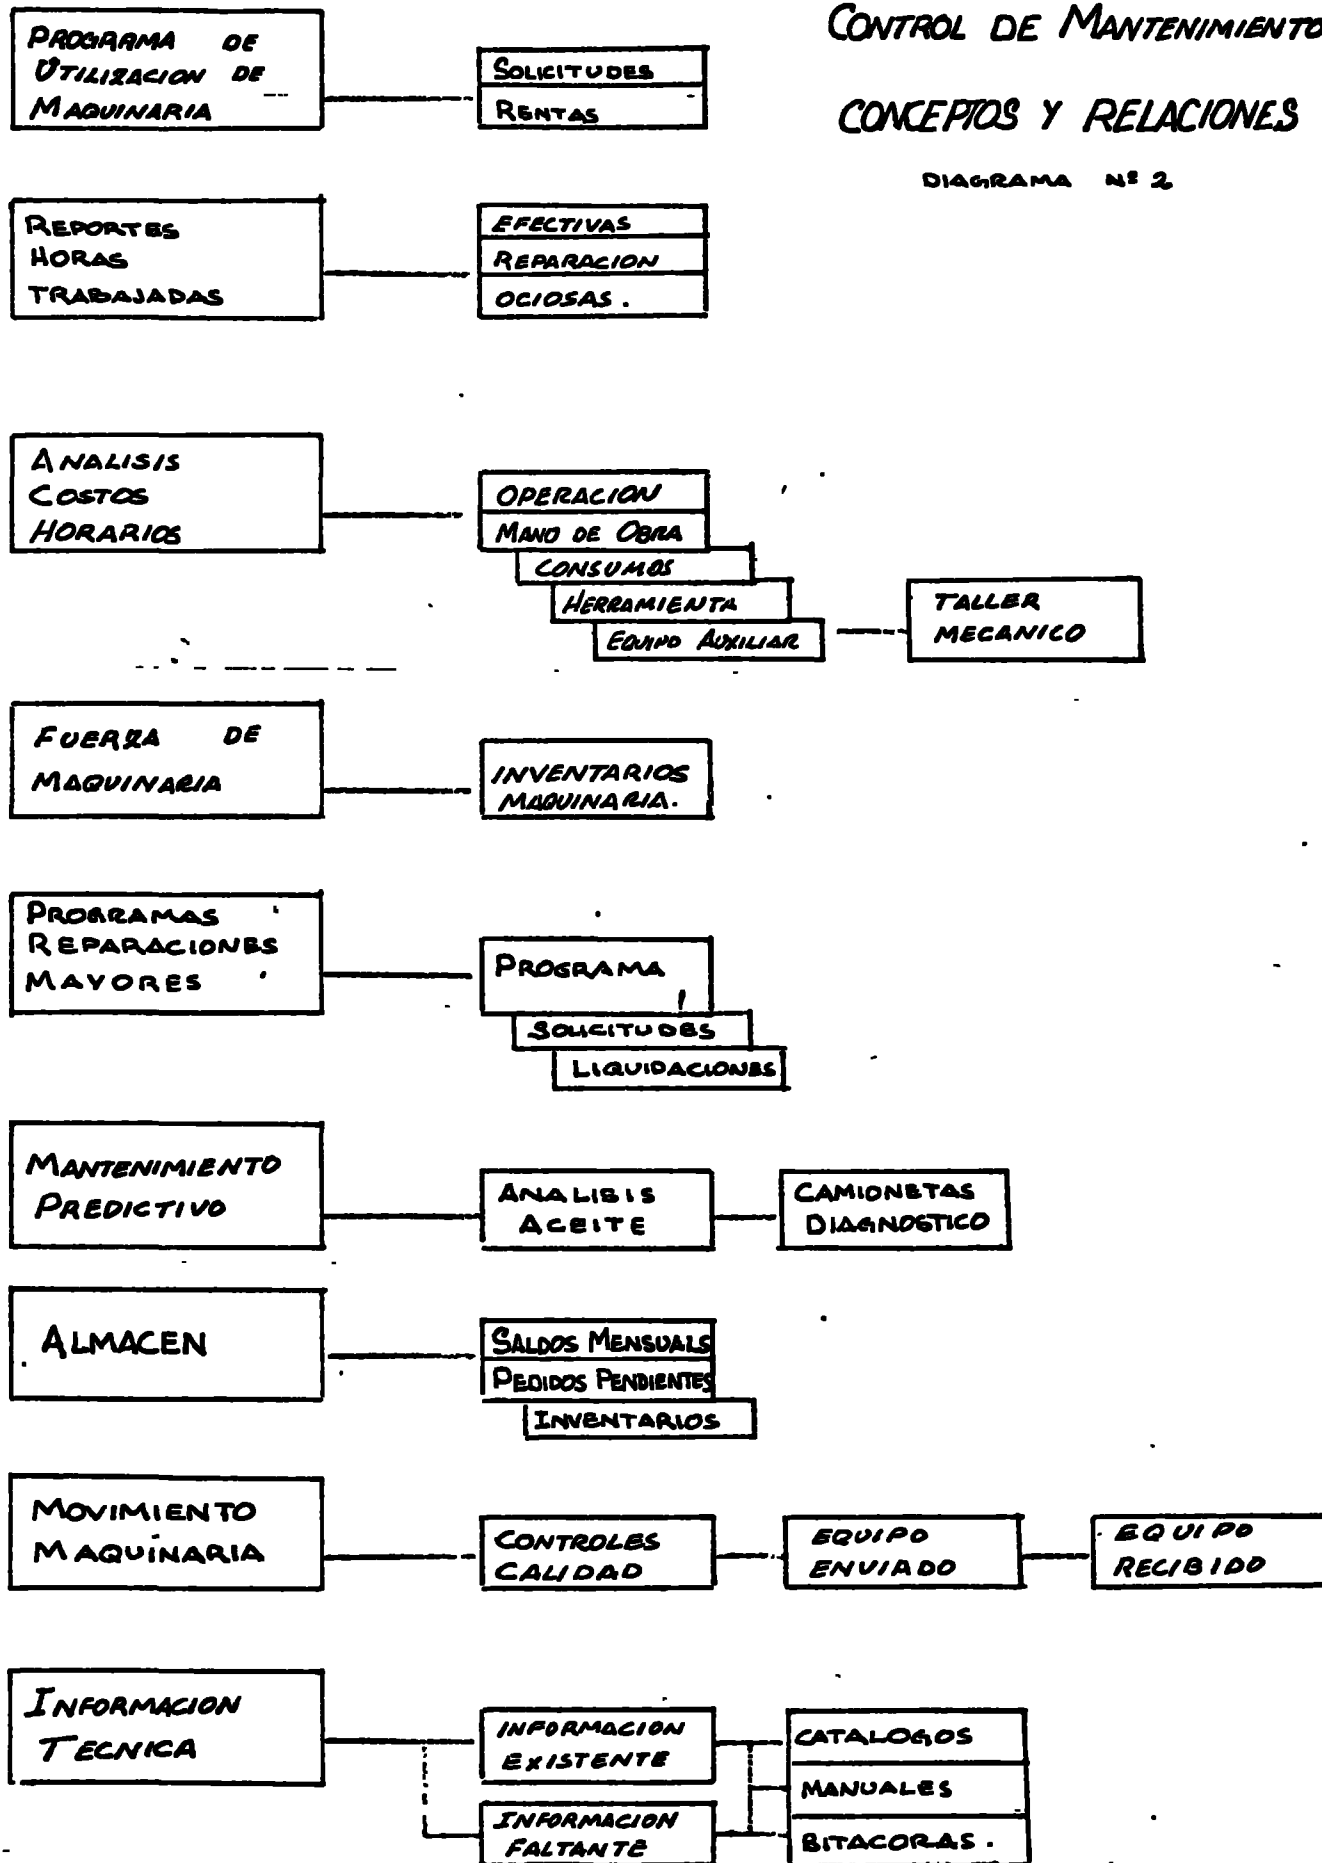 CONTROL DE MANTENIMIENTO
CONCEPTOS Y RELACIONES
DIAGRAMA Nº 2
PROGRAMA DE
UTILIZACION DE
MAQUINARIA
SOLICITUDES
RENTAS
REPORTES
HORAS
TRABAJADAS
EFECTIVAS
REPARACION
OCIOSAS.
ANALISIS
COSTOS
HORARIOS
OPERACION
MANO DE OBRA
CONSUMOS
HERRAMIENTA
EQUIPO AUXILIAR
TALLER
MECANICO
FUERZA DE
MAQUINARIA
INVENTARIOS
MAQUINARIA.
PROGRAMAS
REPARACIONES
MAYORES
PROGRAMA
SOLICITUDES
LIQUIDACIONES
MANTENIMIENTO
PREDICTIVO
ANALISIS
ACEITE
CAMIONETAS
DIAGNOSTICO
ALMACEN
SALDOS MENSUALS
PEDIDOS PENDIENTES
INVENTARIOS
MOVIMIENTO
MAQUINARIA
CONTROLES
CALIDAD
EQUIPO
ENVIADO
EQUIPO
RECIBIDO
INFORMACION
TECNICA
INFORMACION
EXISTENTE
INFORMACION
FALTANTE
CATALOGOS
MANUALES
BITACORAS.